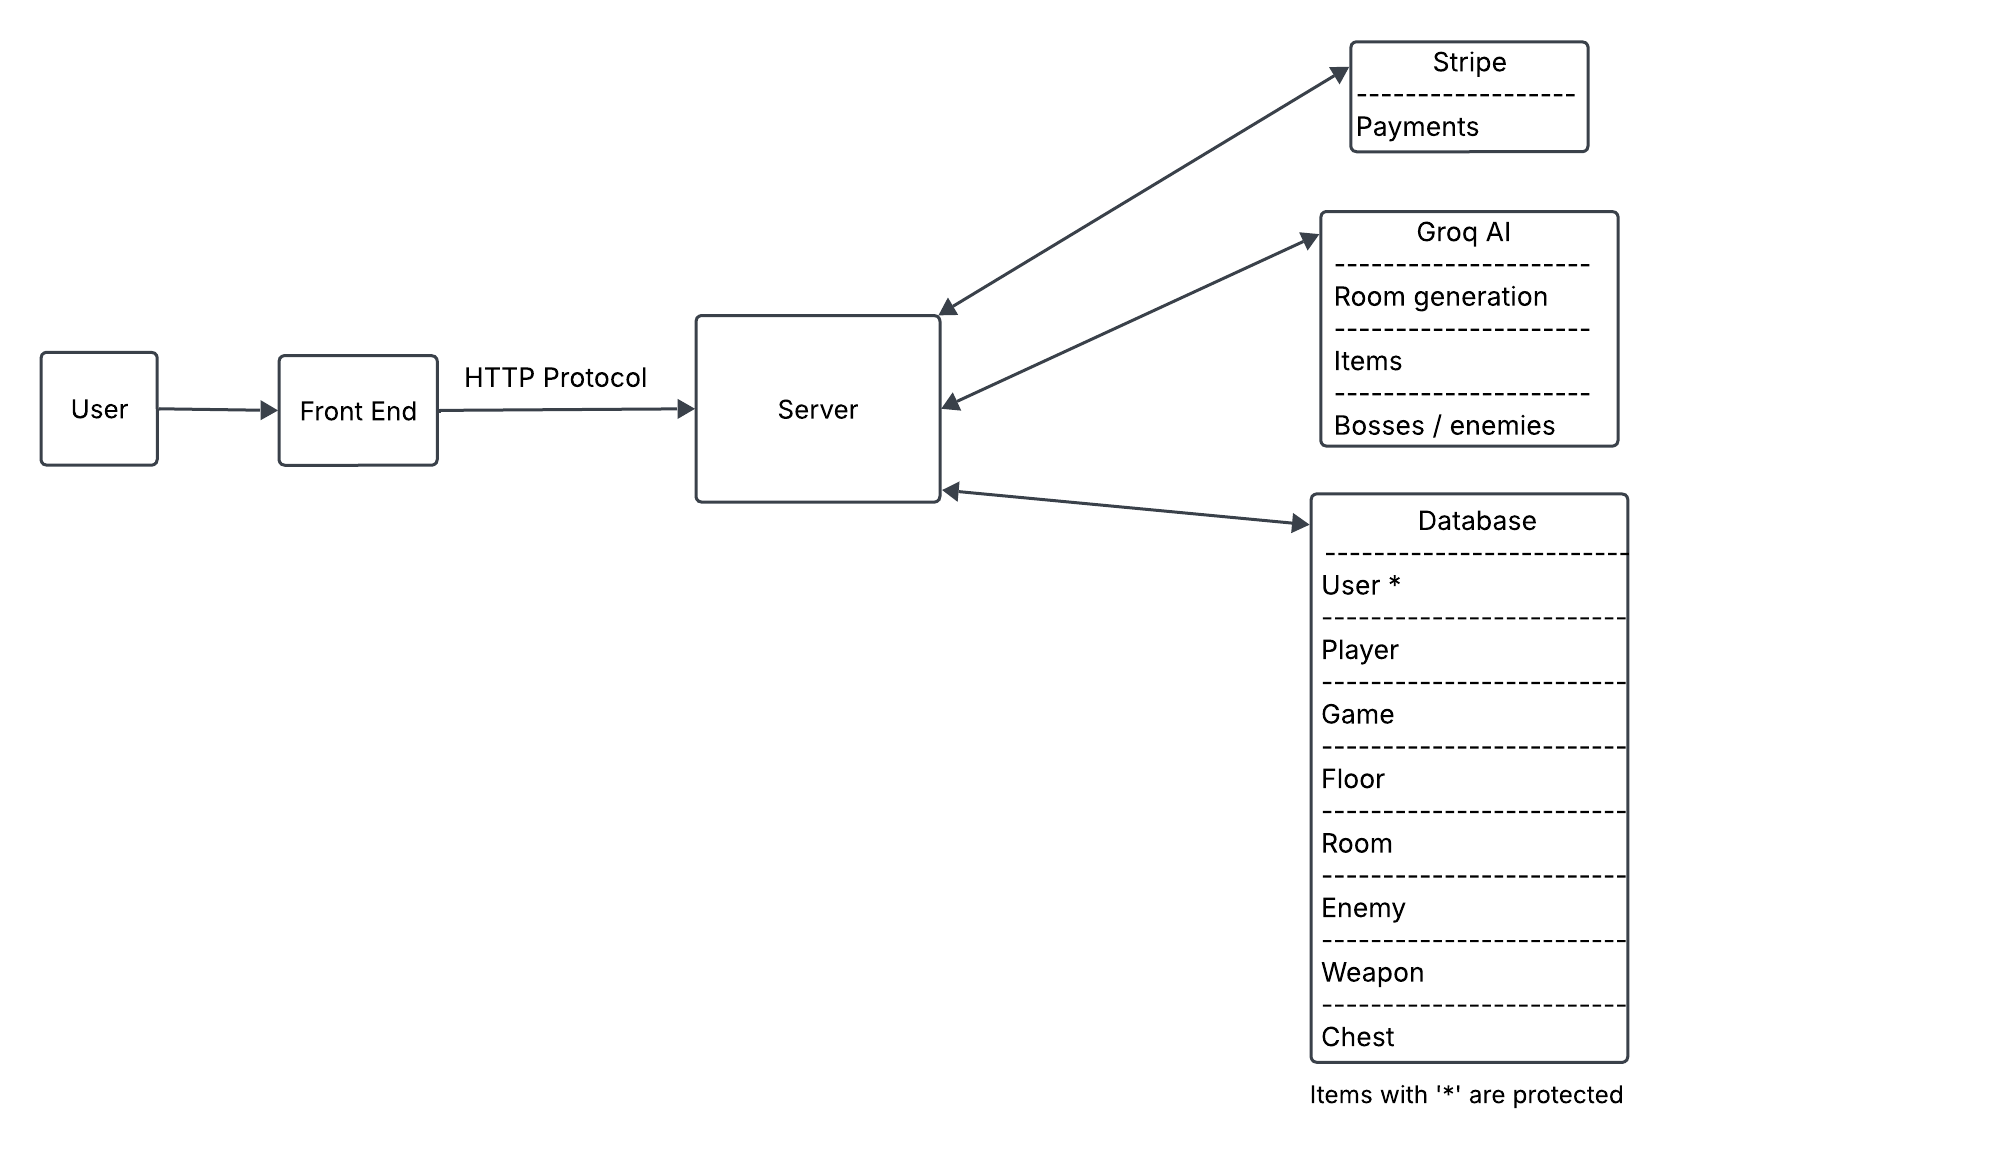 User
Front End
HTTP Protocol
Server
Stripe
------------------
Payments
Groq AI
---------------------
Room generation
---------------------
Items
---------------------
Bosses / enemies
Database
-------------------------
User *
-------------------------
Player
-------------------------
Game
-------------------------
Floor
-------------------------
Room
-------------------------
Enemy
-------------------------
Weapon
-------------------------
Chest
Items with '*' are protected